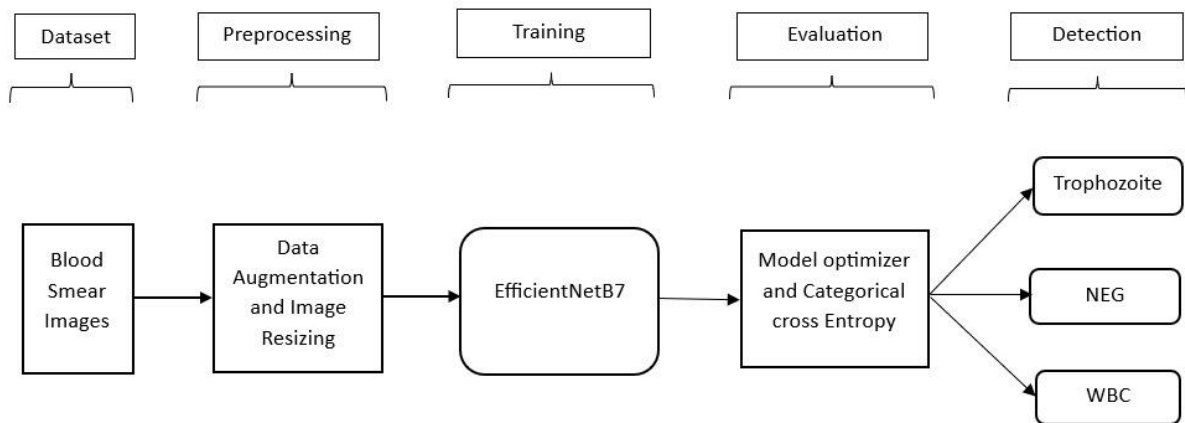 Dataset
Preprocessing
Training
Evaluation
Detection
Blood
Smear
Images
Data
Augmentation
and Image
Resizing
EfficientNetB7
Model optimizer
and Categorical
cross Entropy
Trophozoite
NEG
WBC